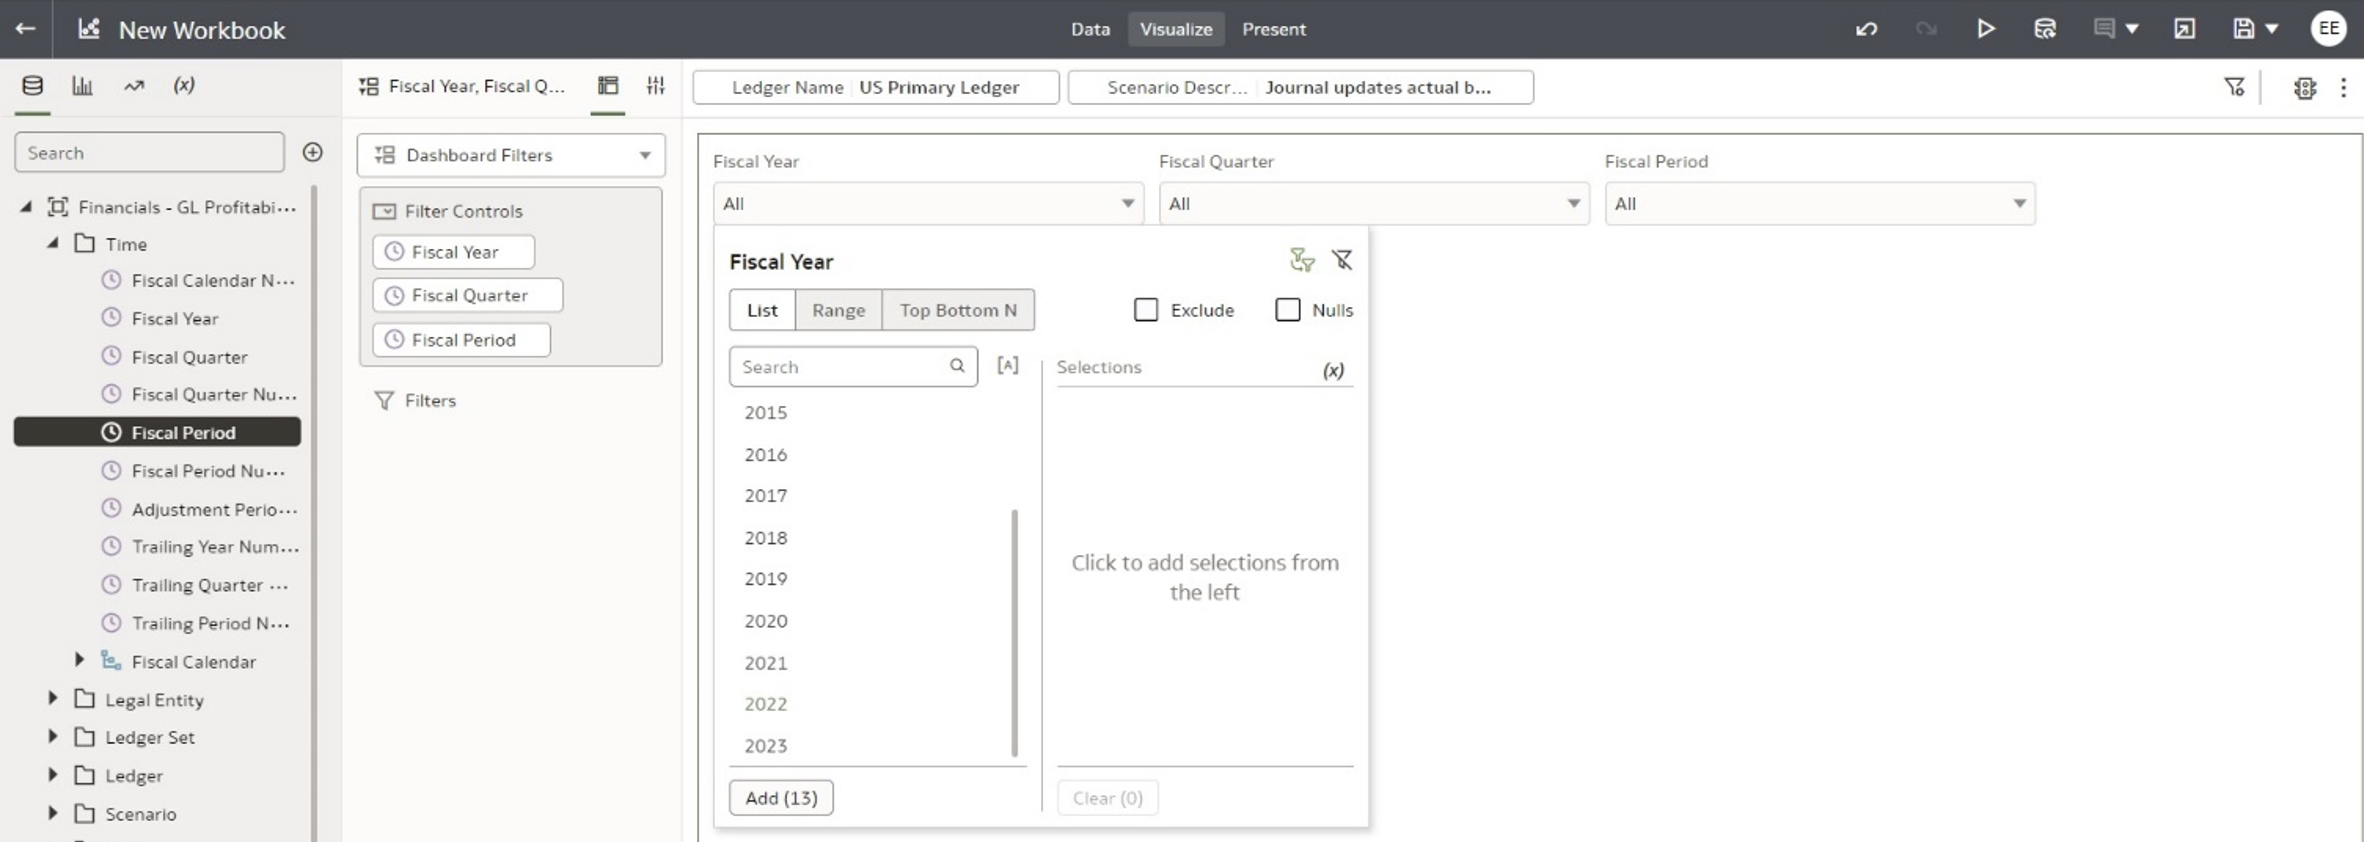 New Workbook
Data Visualize Present
EE
(x)
Fiscal Year, Fiscal Q...
Ledger Name US Primary Ledger
Scenario Descr... Journal updates actual b...
Search
Financials - GL Profitabi...
Time
Fiscal Calendar N...
Fiscal Year
Fiscal Quarter
Fiscal Quarter Nu...
Fiscal Period
Fiscal Period Nu...
Adjustment Perio...
Trailing Year Num...
Trailing Quarter ...
Trailing Period N...
Fiscal Calendar
Legal Entity
Ledger Set
Ledger
Scenario
Dashboard Filters
Filter Controls
Fiscal Year
Fiscal Quarter
Fiscal Period
Filters
Fiscal Year Fiscal Quarter Fiscal Period
All All All
Fiscal Year
List Range Top Bottom N Exclude Nulls
Search [A]
2015
2016
2017
2018
2019
2020
2021
2022
2023
Add (13)
Selections (x)
Click to add selections from
the left
Clear (0)